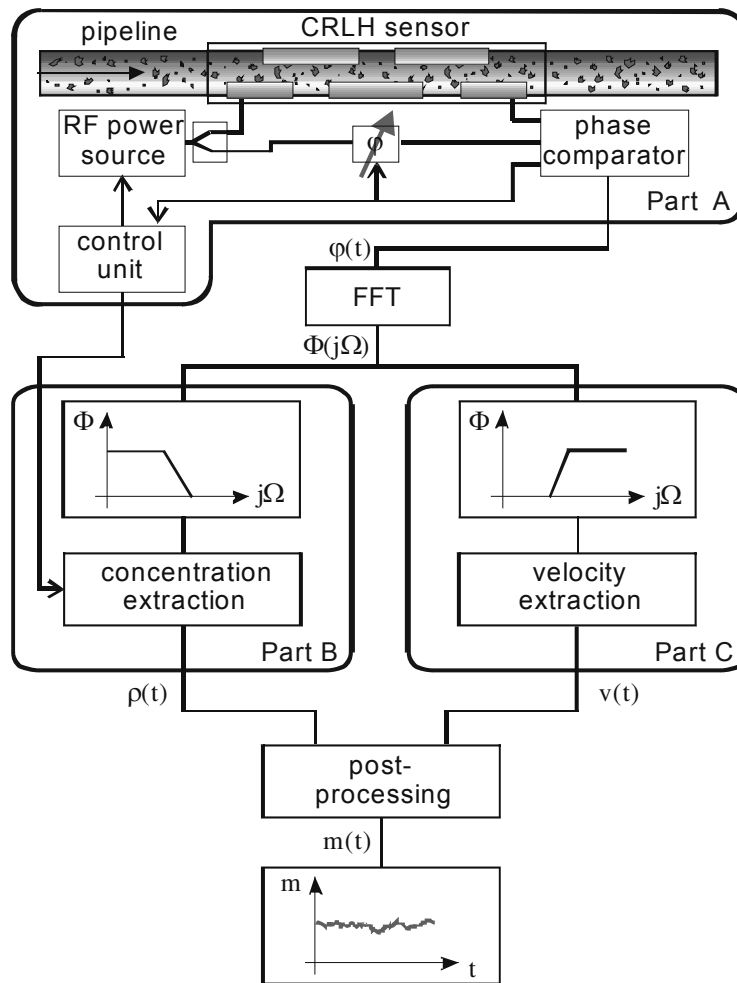 pipeline
CRLH sensor
RF power
source
φ
phase
comparator
Part A
control
unit
φ(t)
FFT
Φ(jΩ)
Φ
jΩ
Φ
jΩ
concentration
extraction
velocity
extraction
Part B
Part C
ρ(t)
v(t)
post-
processing
m(t)
m
t